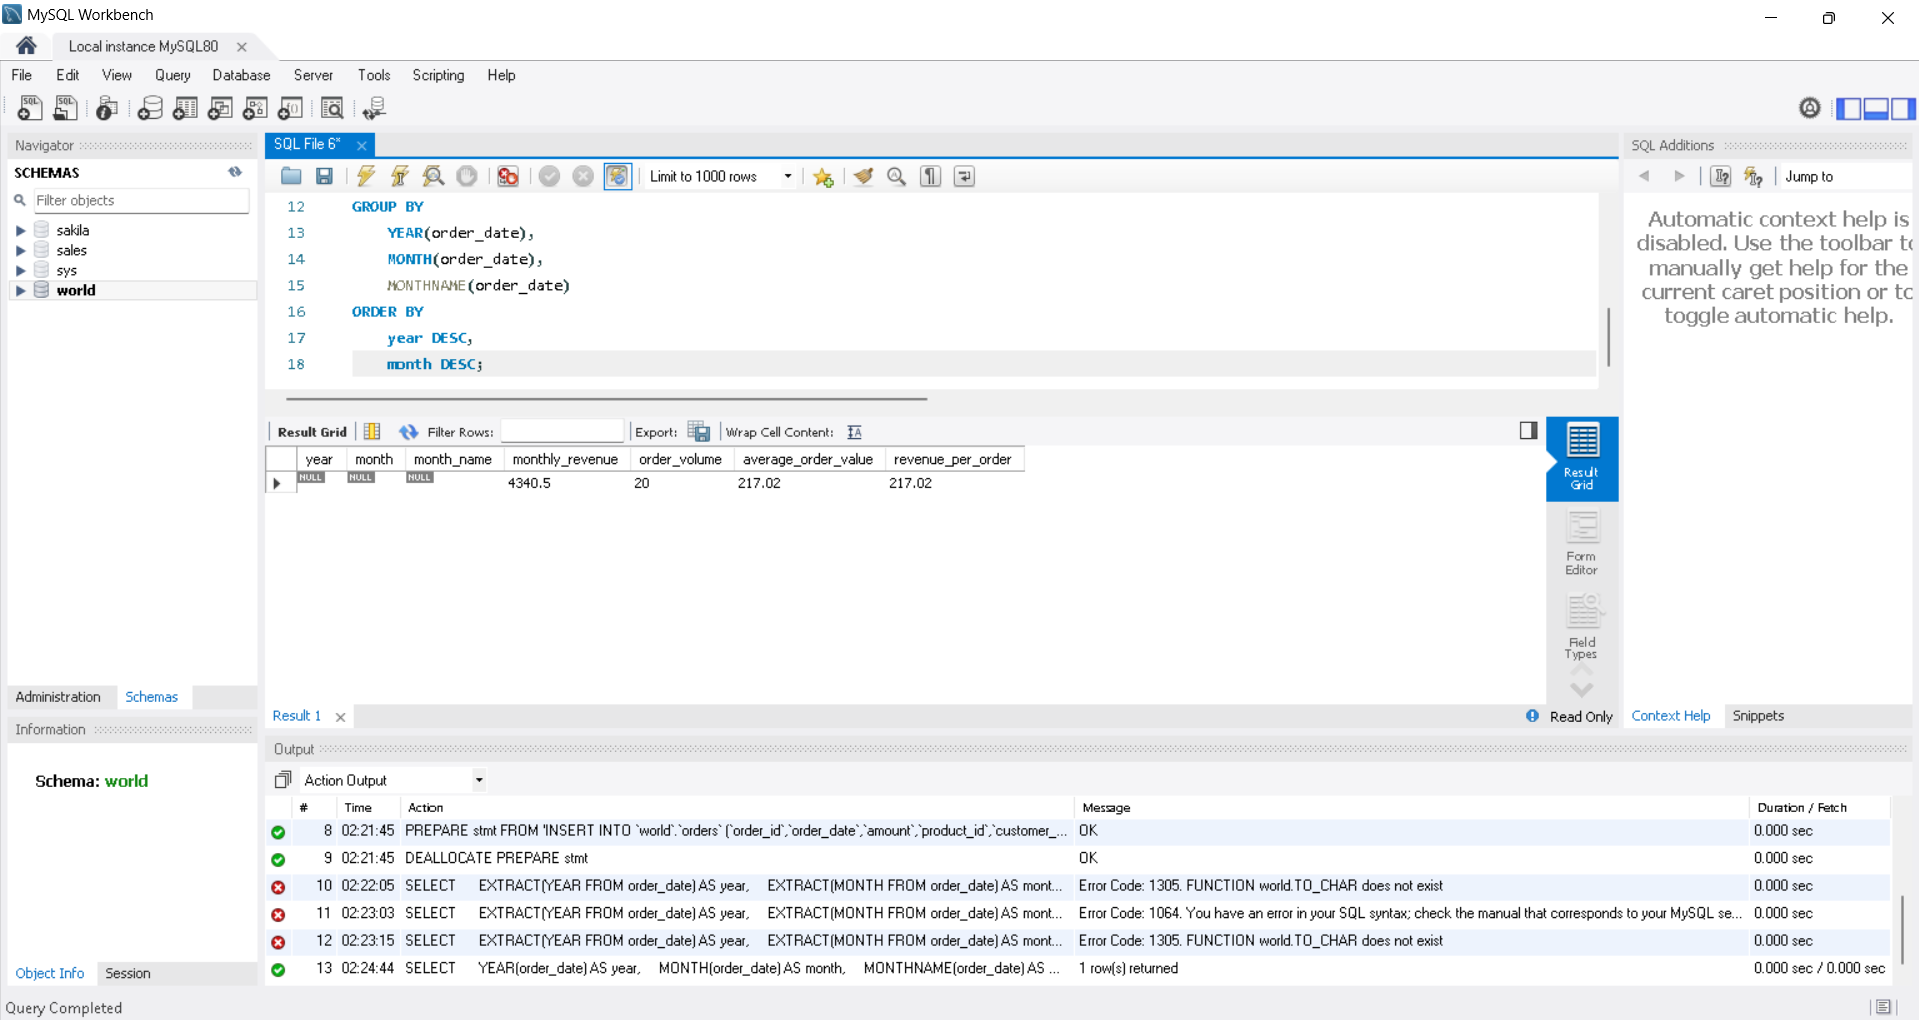 MySQL Workbench
Local instance MySQL80
File Edit View Query Database Server Tools Scripting Help
Navigator
SCHEMAS
Filter objects
sakila
sales
sys
world
Administration Schemas
Information
Schema: world
Object Info Session
SQL File 6*
Limit to 1000 rows
12 GROUP BY
13 YEAR(order_date),
14 MONTH(order_date),
15 MONTHNAME(order_date)
16 ORDER BY
17 year DESC,
18 month DESC;
Result Grid Filter Rows: Export: Wrap Cell Content:
year month month_name monthly_revenue order_volume average_order_value revenue_per_order
NULL NULL NULL 4340.5 20 217.02 217.02
Result
Grid
Form
Editor
Field
Types
Result 1
Read Only
SQL Additions
Jump to
Automatic context help is
disabled. Use the toolbar to
manually get help for the
current caret position or to
toggle automatic help.
Context Help Snippets
Output
Action Output
# Time Action Message Duration / Fetch
8 02:21:45 PREPARE stmt FROM 'INSERT INTO `world`.`orders` (`order_id`,`order_date`,`amount`,`product_id`,`customer_... OK 0.000 sec
9 02:21:45 DEALLOCATE PREPARE stmt OK 0.000 sec
10 02:22:05 SELECT EXTRACT(YEAR FROM order_date) AS year, EXTRACT(MONTH FROM order_date) AS mont... Error Code: 1305. FUNCTION world.TO_CHAR does not exist 0.000 sec
11 02:23:03 SELECT EXTRACT(YEAR FROM order_date) AS year, EXTRACT(MONTH FROM order_date) AS mont... Error Code: 1064. You have an error in your SQL syntax; check the manual that corresponds to your MySQL se... 0.000 sec
12 02:23:15 SELECT EXTRACT(YEAR FROM order_date) AS year, EXTRACT(MONTH FROM order_date) AS mont... Error Code: 1305. FUNCTION world.TO_CHAR does not exist 0.000 sec
13 02:24:44 SELECT YEAR(order_date) AS year, MONTH(order_date) AS month, MONTHNAME(order_date) AS ... 1 row(s) returned 0.000 sec / 0.000 sec
Query Completed